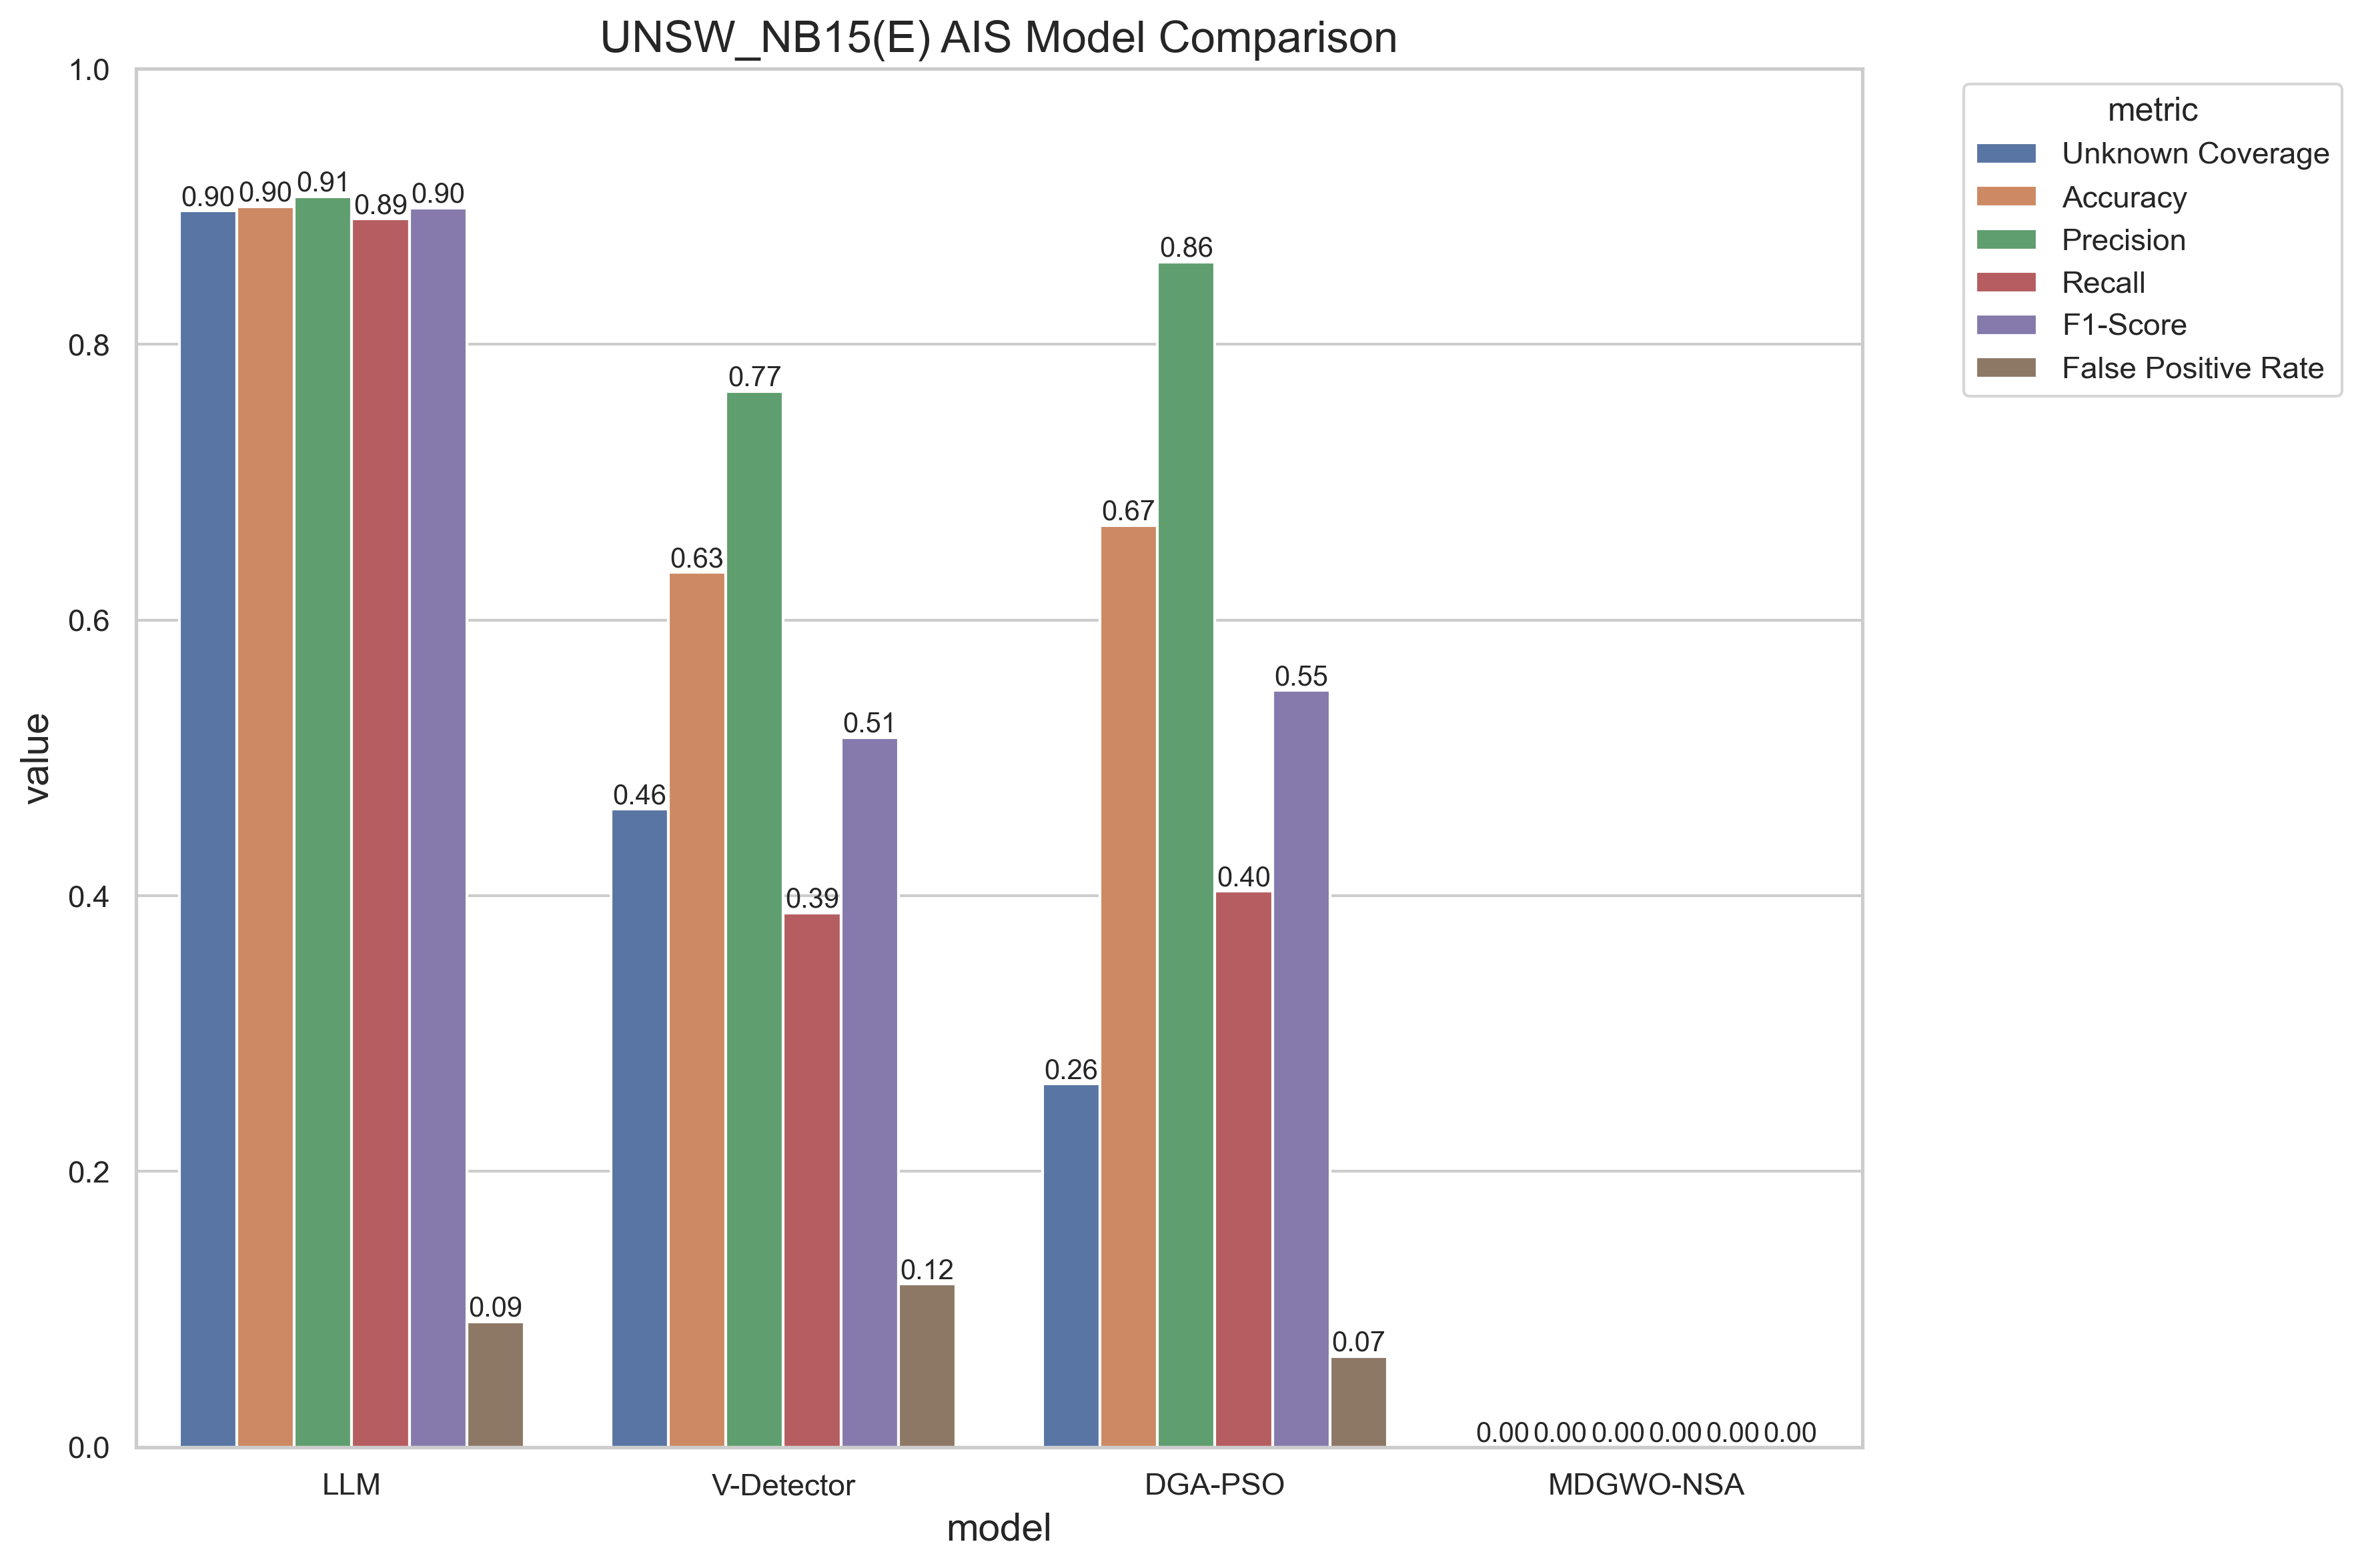 UNSW_NB15(E) AIS Model Comparison
1.0
0.8
0.6
0.4
0.2
0.0
value
0.90 0.90 0.91 0.89 0.90 0.09
0.46 0.63 0.77 0.39 0.51 0.12
0.26 0.67 0.86 0.40 0.55 0.07
0.00 0.00 0.00 0.00 0.00 0.00
LLM V-Detector DGA-PSO MDGWO-NSA
model
metric
Unknown Coverage
Accuracy
Precision
Recall
F1-Score
False Positive Rate